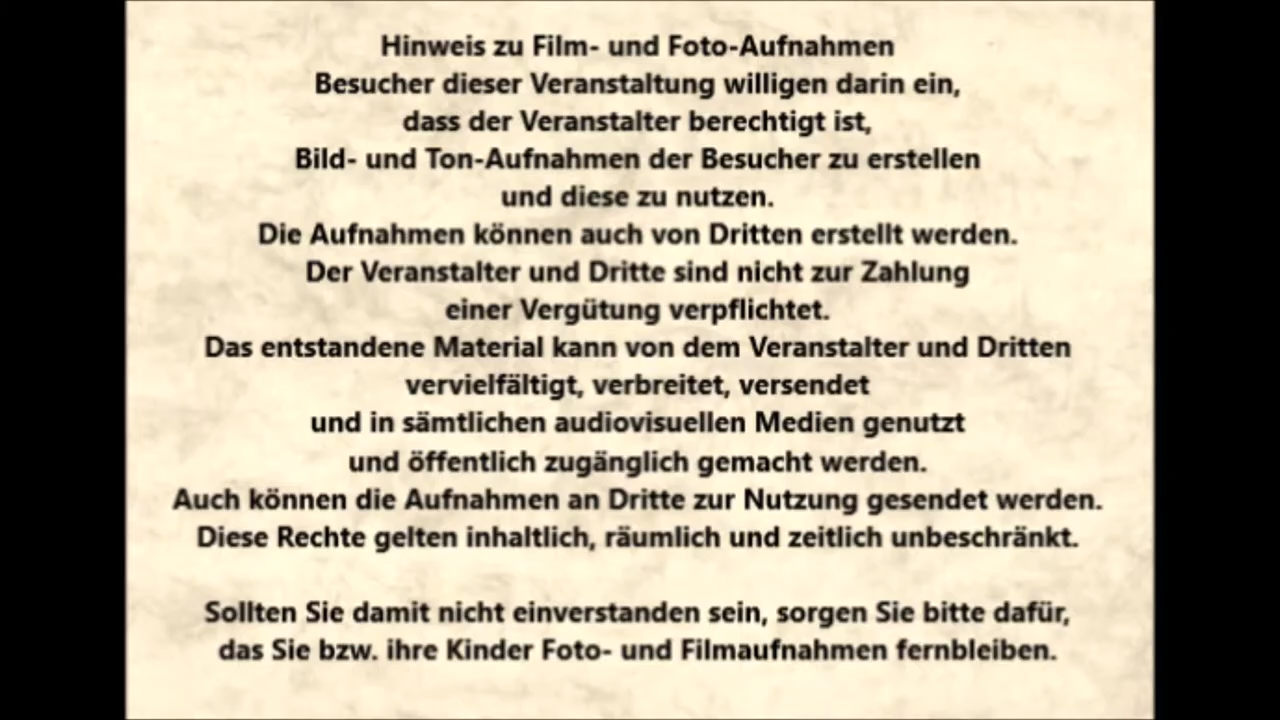 Hinweis zu Film- und Foto-Aufnahmen
Besucher dieser Veranstaltung willigen darin ein,
dass der Veranstalter berechtigt ist,
Bild- und Ton-Aufnahmen der Besucher zu erstellen
und diese zu nutzen.
Die Aufnahmen können auch von Dritten erstellt werden.
Der Veranstalter und Dritte sind nicht zur Zahlung
einer Vergütung verpflichtet.
Das entstandene Material kann von dem Veranstalter und Dritten
vervielfältigt, verbreitet, versendet
und in sämtlichen audiovisuellen Medien genutzt
und öffentlich zugänglich gemacht werden.
Auch können die Aufnahmen an Dritte zur Nutzung gesendet werden.
Diese Rechte gelten inhaltlich, räumlich und zeitlich unbeschränkt.
Sollten Sie damit nicht einverstanden sein, sorgen Sie bitte dafür,
das Sie bzw. ihre Kinder Foto- und Filmaufnahmen fernbleiben.